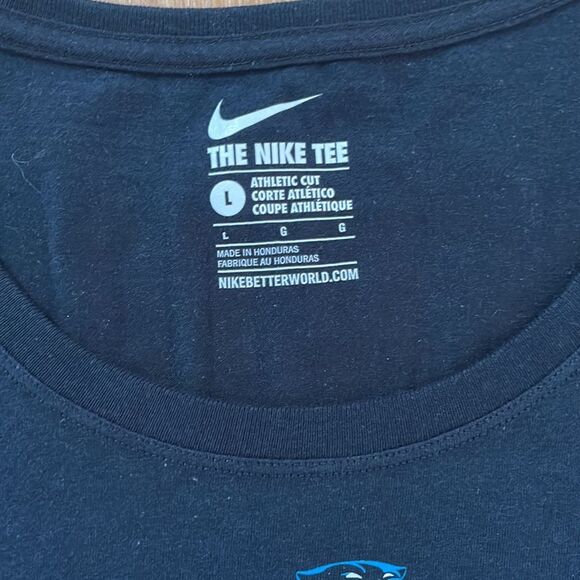 THE NIKE TEE
L
ATHLETIC CUT
CORTE ATLÉTICO
COUPE ATHLÉTIQUE
L G G
MADE IN HONDURAS
FABRIQUE AU HONDURAS
NIKEBETTERWORLD.COM